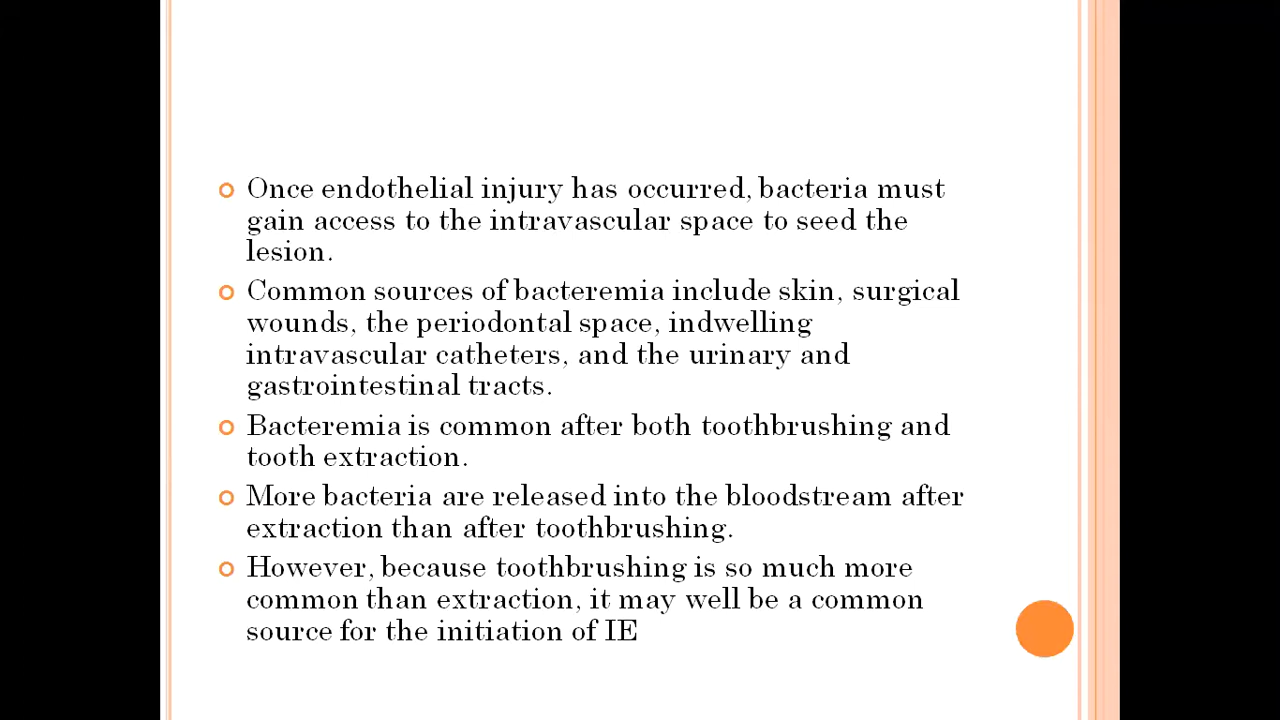 Once endothelial injury has occurred, bacteria must
gain access to the intravascular space to seed the
lesion.
Common sources of bacteremia include skin, surgical
wounds, the periodontal space, indwelling
intravascular catheters, and the urinary and
gastrointestinal tracts.
Bacteremia is common after both toothbrushing and
tooth extraction.
More bacteria are released into the bloodstream after
extraction than after toothbrushing.
However, because toothbrushing is so much more
common than extraction, it may well be a common
source for the initiation of IE